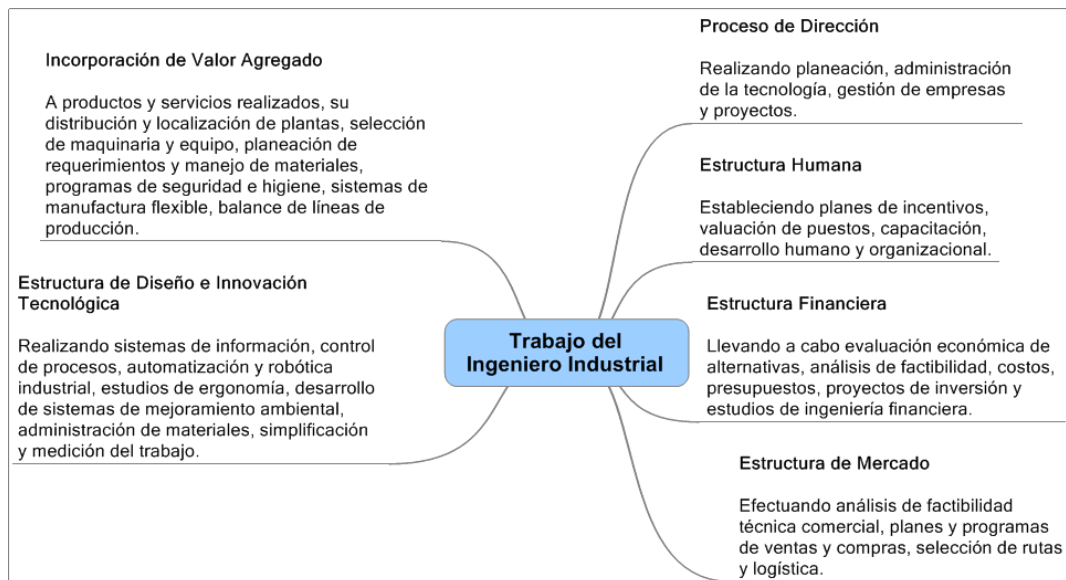 Incorporación de Valor Agregado
A productos y servicios realizados, su
distribución y localización de plantas, selección
de maquinaria y equipo, planeación de
requerimientos y manejo de materiales,
programas de seguridad e higiene, sistemas de
manufactura flexible, balance de líneas de
producción.
Estructura de Diseño e Innovación
Tecnológica
Realizando sistemas de información, control
de procesos, automatización y robótica
industrial, estudios de ergonomía, desarrollo
de sistemas de mejoramiento ambiental,
administración de materiales, simplificación
y medición del trabajo.
Trabajo del
Ingeniero Industrial
Proceso de Dirección
Realizando planeación, administración
de la tecnología, gestión de empresas
y proyectos.
Estructura Humana
Estableciendo planes de incentivos,
valuación de puestos, capacitación,
desarrollo humano y organizacional.
Estructura Financiera
Llevando a cabo evaluación económica de
alternativas, análisis de factibilidad, costos,
presupuestos, proyectos de inversión y
estudios de ingeniería financiera.
Estructura de Mercado
Efectuando análisis de factibilidad
técnica comercial, planes y programas
de ventas y compras, selección de rutas
y logística.